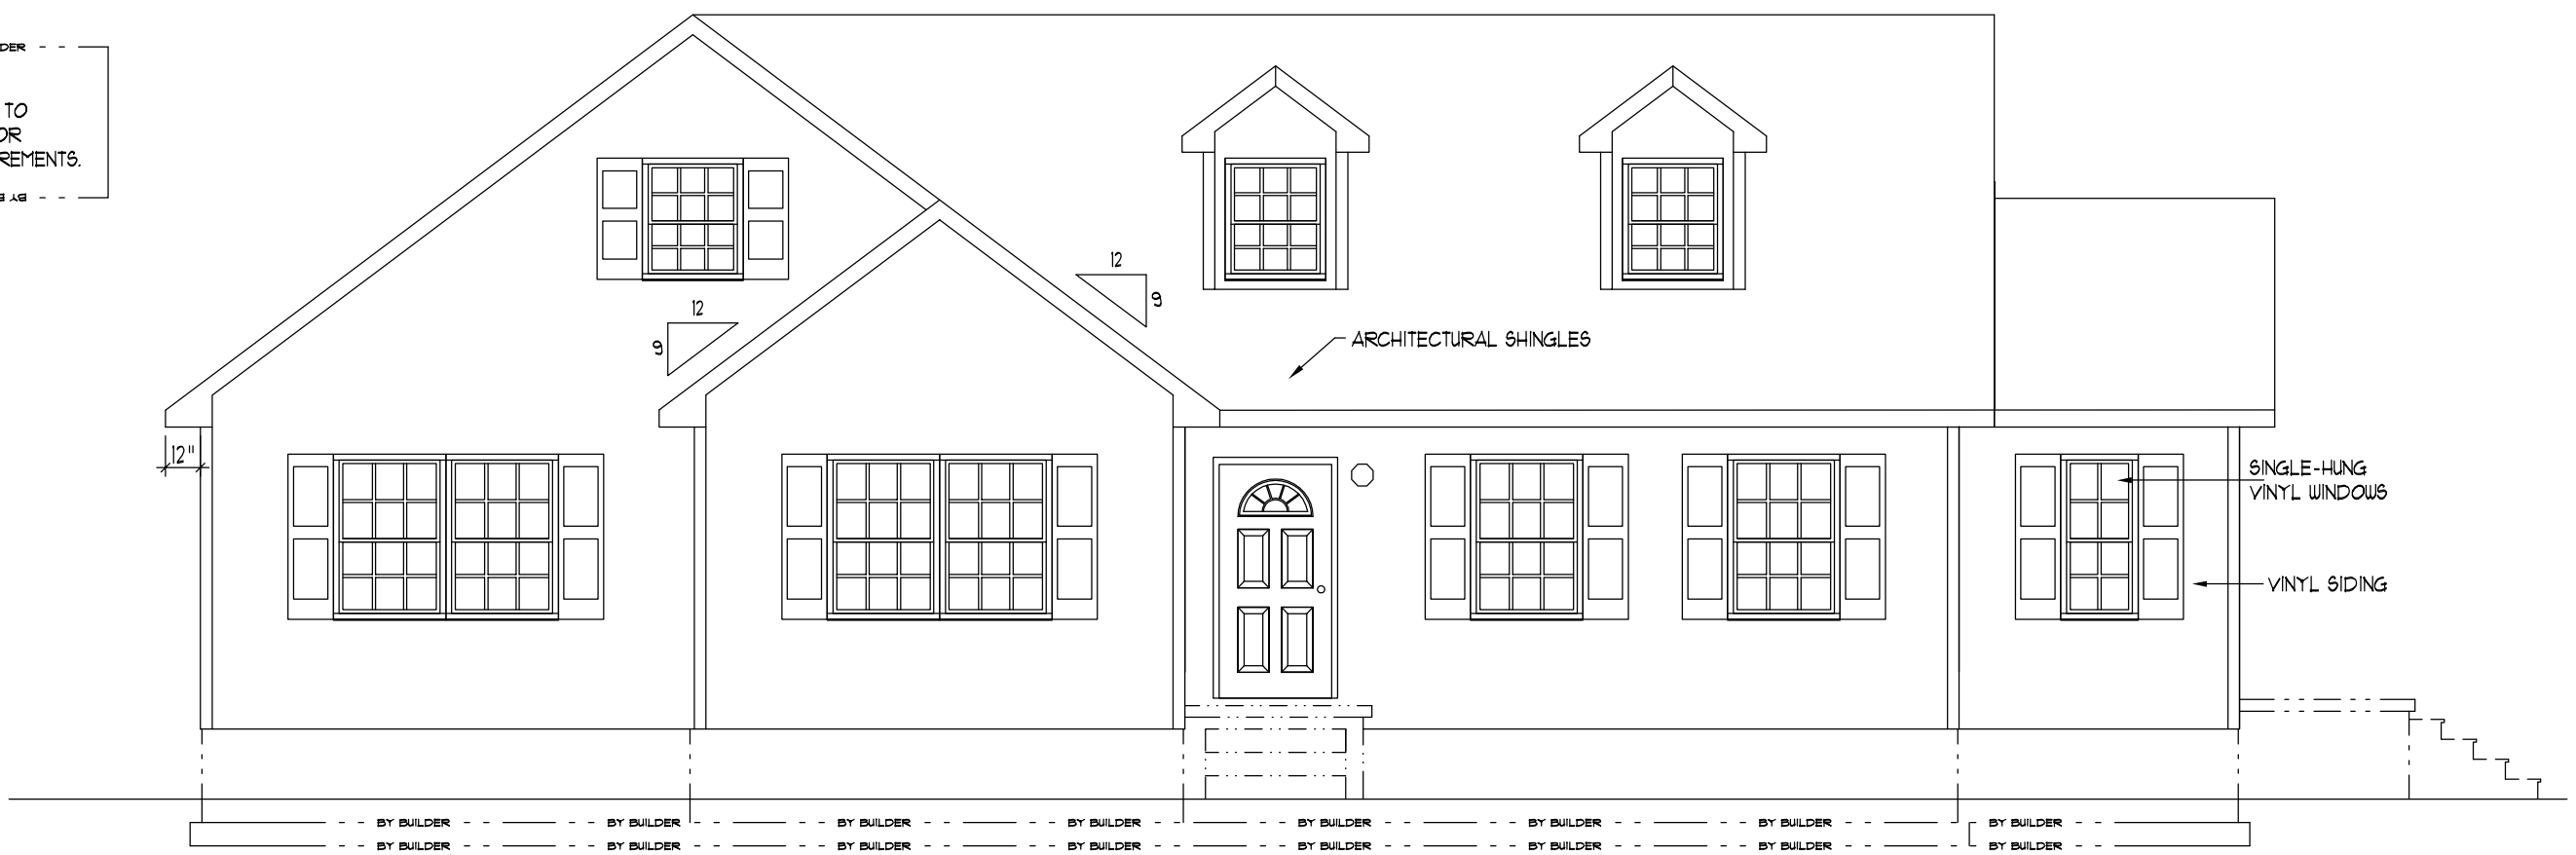 TO
REMENTS.
12
9
12
9
ARCHITECTURAL SHINGLES
12"
SINGLE-HUNG
VINYL WINDOWS
VINYL SIDING
BY BUILDER BY BUILDER BY BUILDER BY BUILDER BY BUILDER BY BUILDER BY BUILDER BY BUILDER
BY BUILDER BY BUILDER BY BUILDER BY BUILDER BY BUILDER BY BUILDER BY BUILDER BY BUILDER